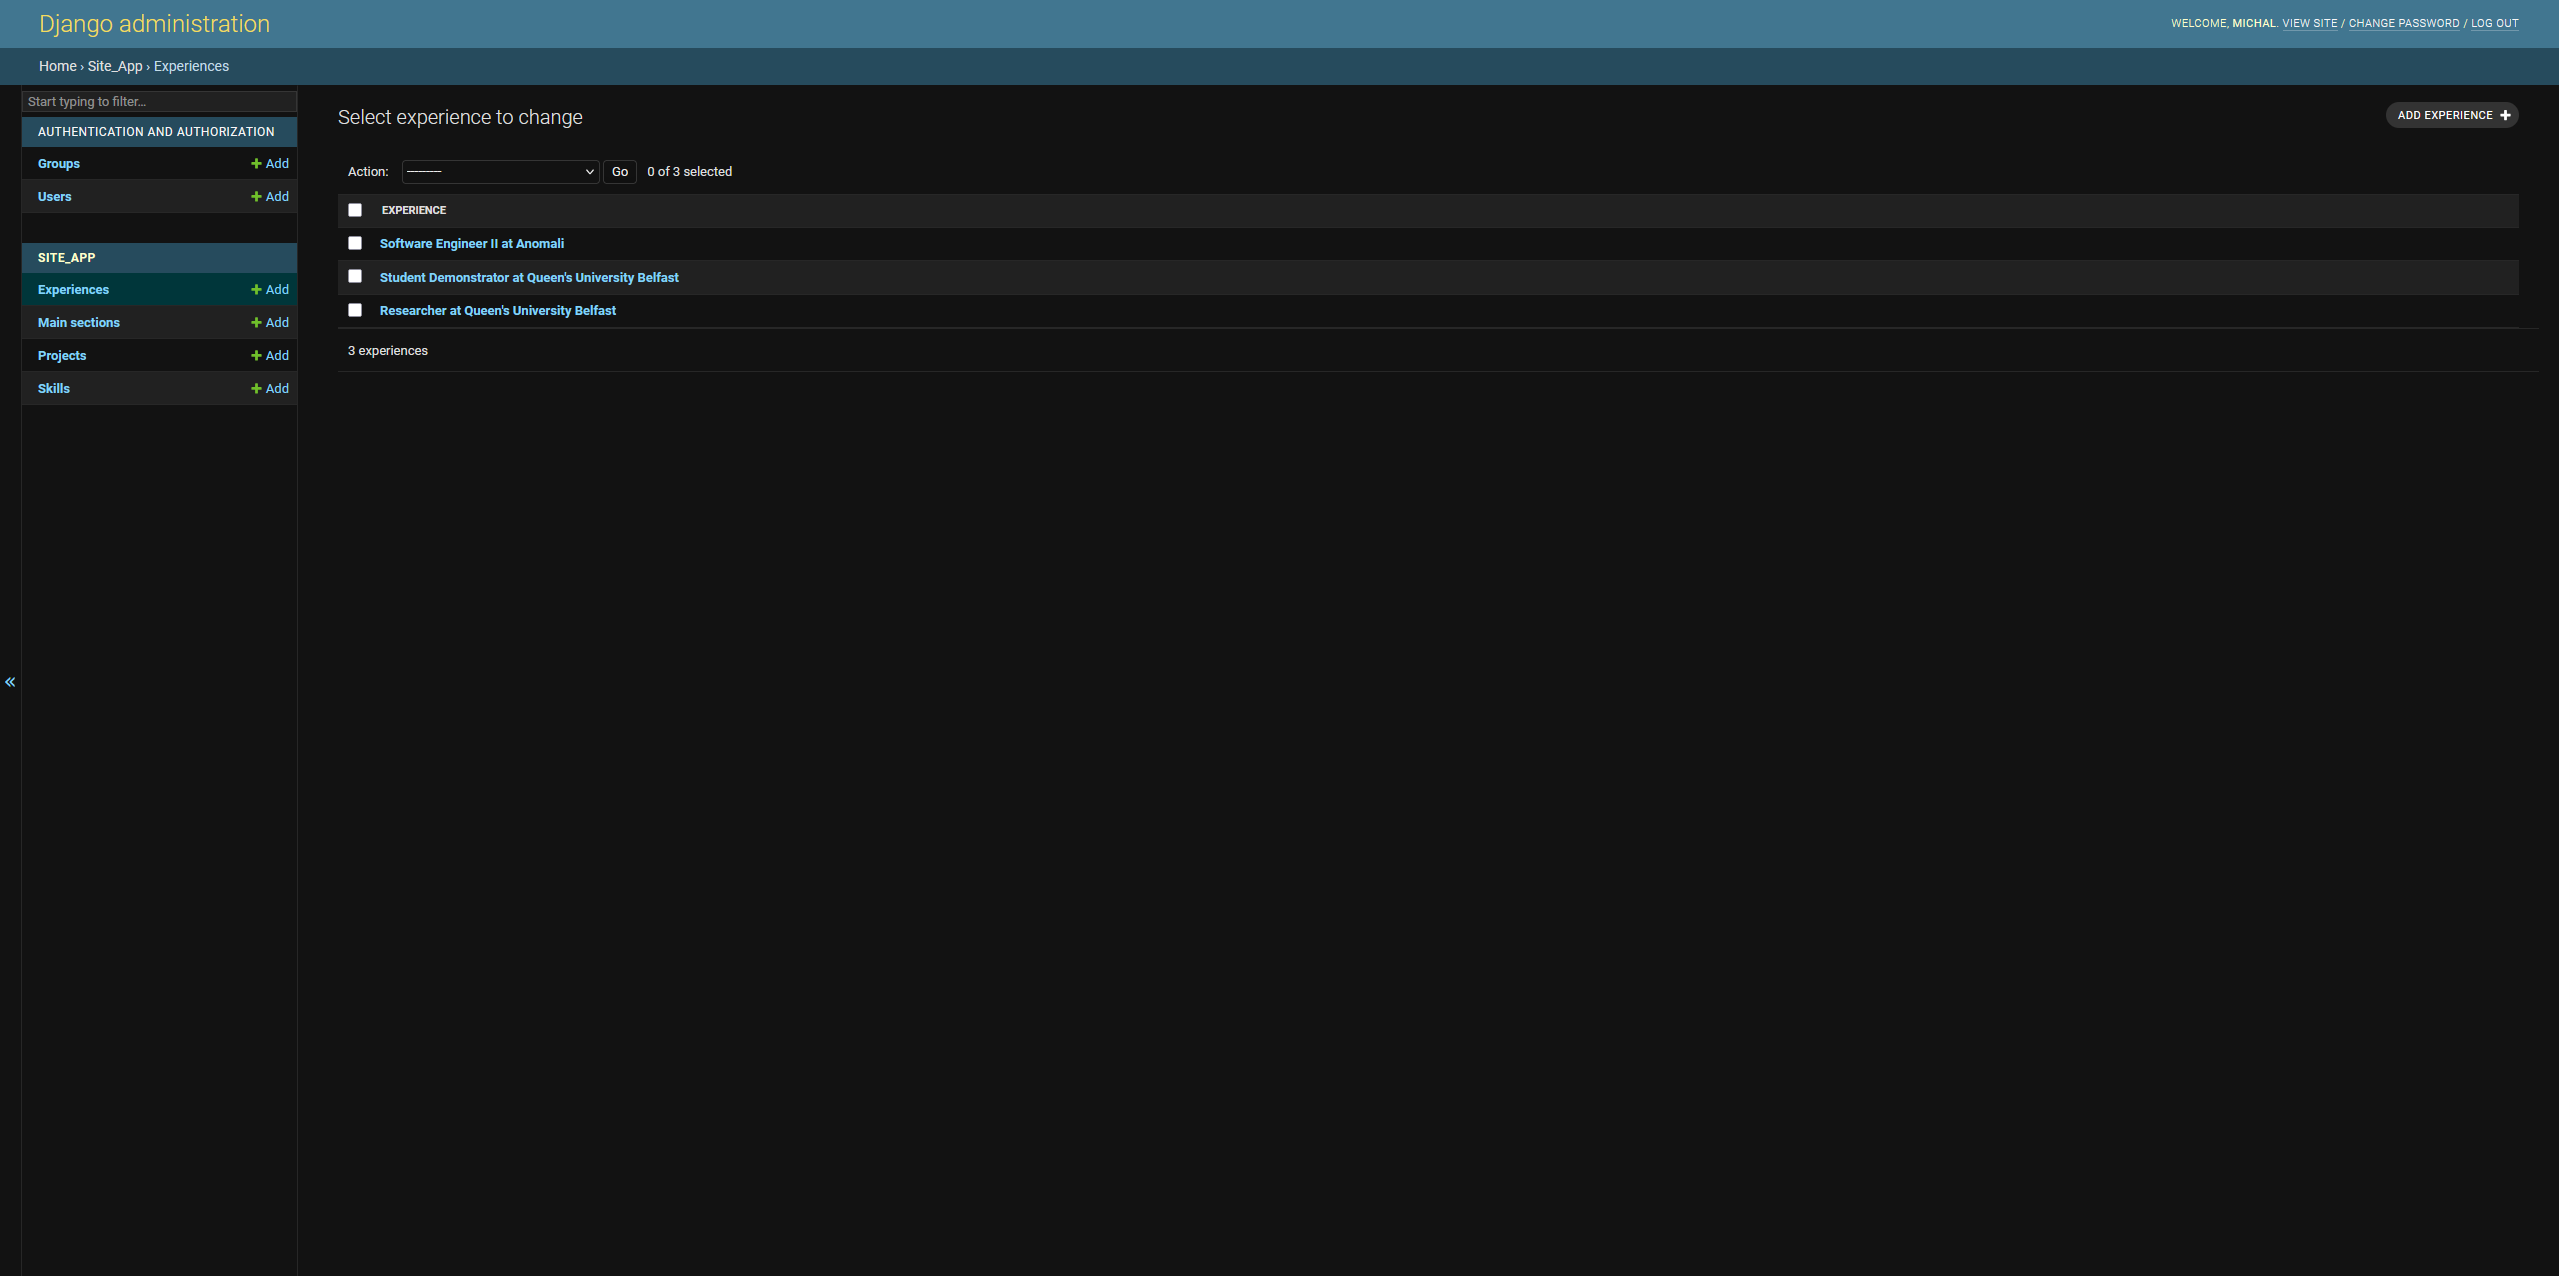 Django administration
WELCOME, MICHAL. VIEW SITE / CHANGE PASSWORD / LOG OUT
Home › Site_App › Experiences
Start typing to filter...
AUTHENTICATION AND AUTHORIZATION
Groups + Add
Users + Add
SITE_APP
Experiences + Add
Main sections + Add
Projects + Add
Skills + Add
«
Select experience to change
ADD EXPERIENCE +
Action: --------- Go 0 of 3 selected
EXPERIENCE
Software Engineer II at Anomali
Student Demonstrator at Queen's University Belfast
Researcher at Queen's University Belfast
3 experiences